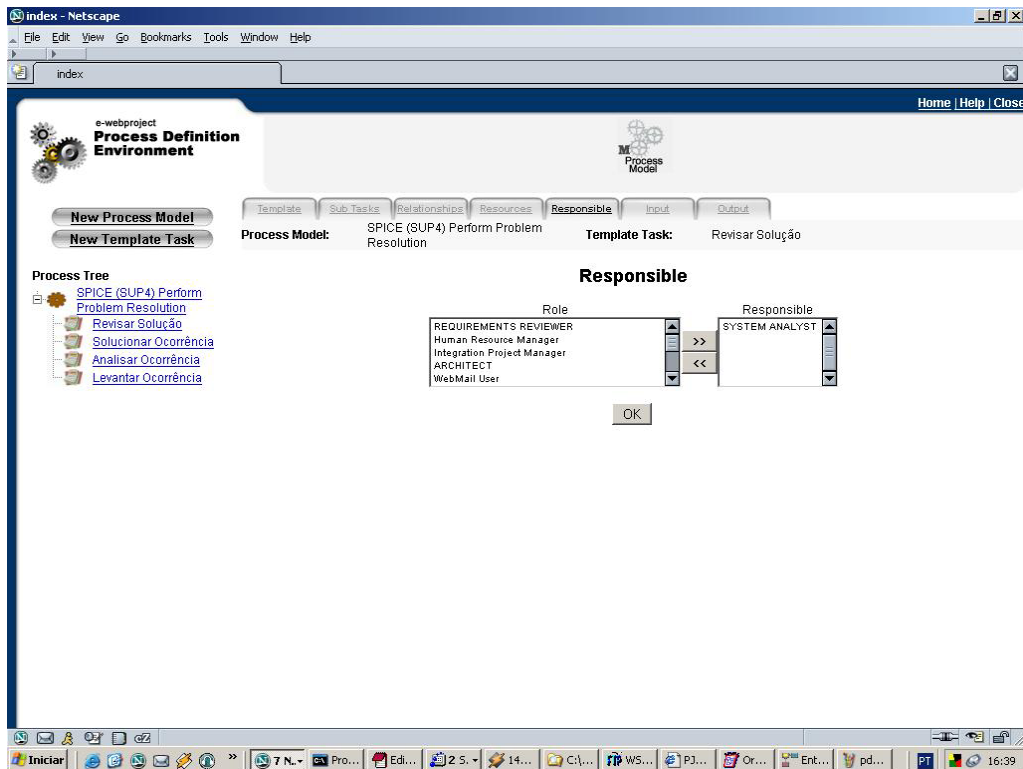 index - Netscape
File Edit View Go Bookmarks Tools Window Help
index
Home | Help | Close
e-webproject
Process Definition
Environment
M
Process
Model
New Process Model
New Template Task
Template Sub Tasks Relationships Resources Responsible Input Output
Process Model: SPICE (SUP4) Perform Problem Resolution Template Task: Revisar Solução
Process Tree
SPICE (SUP4) Perform
Problem Resolution
Revisar Solução
Solucionar Ocorrência
Analisar Ocorrência
Levantar Ocorrência
Responsible
Role Responsible
REQUIREMENTS REVIEWER SYSTEM ANALYST
Human Resource Manager
Integration Project Manager
ARCHITECT
WebMail User
>>
<<
OK
Iniciar » 7 N... Pro... Edi... 2 S. 14... C:\... WS... PJ... Or... Ent... pd... PT 16:39